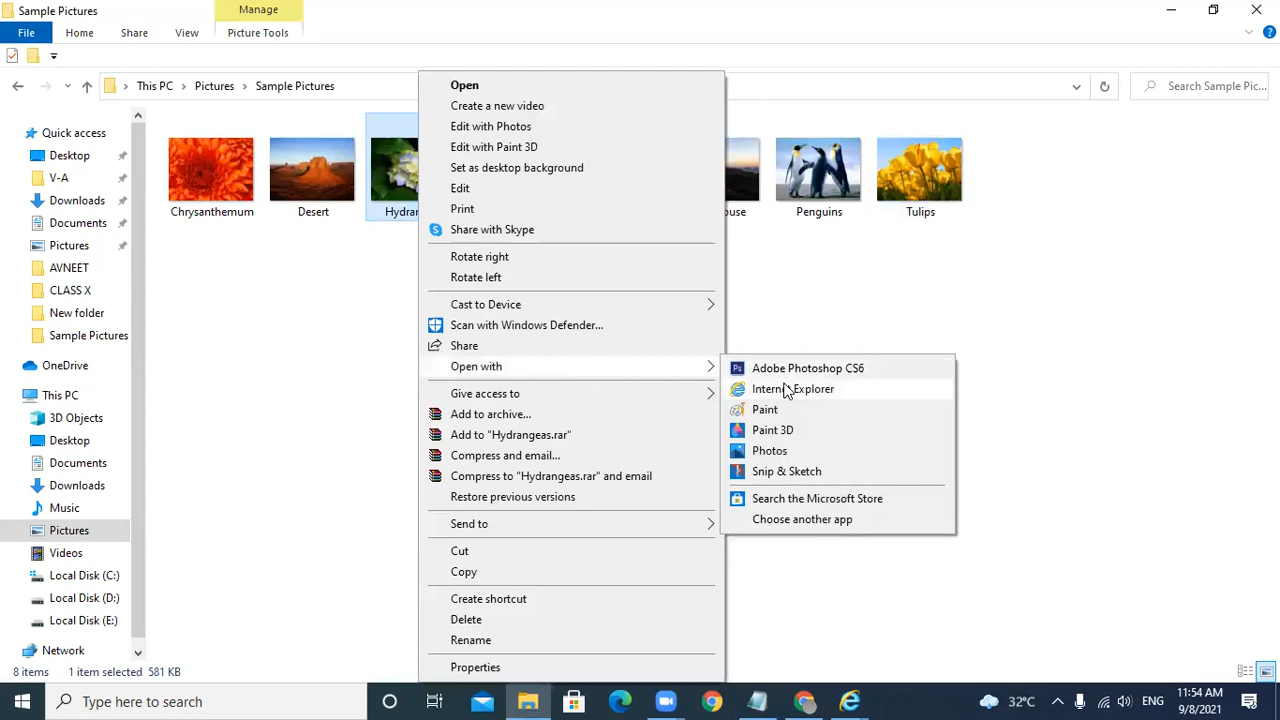 Sample Pictures
Manage
File
Home
Share
View
Picture Tools
This PC
Pictures
Sample Pictures
Search Sample Pic...
Quick access
Desktop
V-A
Downloads
Documents
Pictures
AVNEET
CLASS X
New folder
Sample Pictures
OneDrive
This PC
3D Objects
Desktop
Documents
Downloads
Music
Pictures
Videos
Local Disk (C:)
Local Disk (D:)
Local Disk (E:)
Network
Chrysanthemum
Desert
Hydran
ouse
Penguins
Tulips
Open
Create a new video
Edit with Photos
Edit with Paint 3D
Set as desktop background
Edit
Print
Share with Skype
Rotate right
Rotate left
Cast to Device
Scan with Windows Defender...
Share
Open with
Give access to
Add to archive...
Add to "Hydrangeas.rar"
Compress and email...
Compress to "Hydrangeas.rar" and email
Restore previous versions
Send to
Cut
Copy
Create shortcut
Delete
Rename
Properties
Ps Adobe Photoshop CS6
Internet Explorer
Paint
Paint 3D
Photos
Snip & Sketch
Search the Microsoft Store
Choose another app
8 items 1 item selected 581 KB
Type here to search
32°C
ENG
11:54 AM
9/8/2021